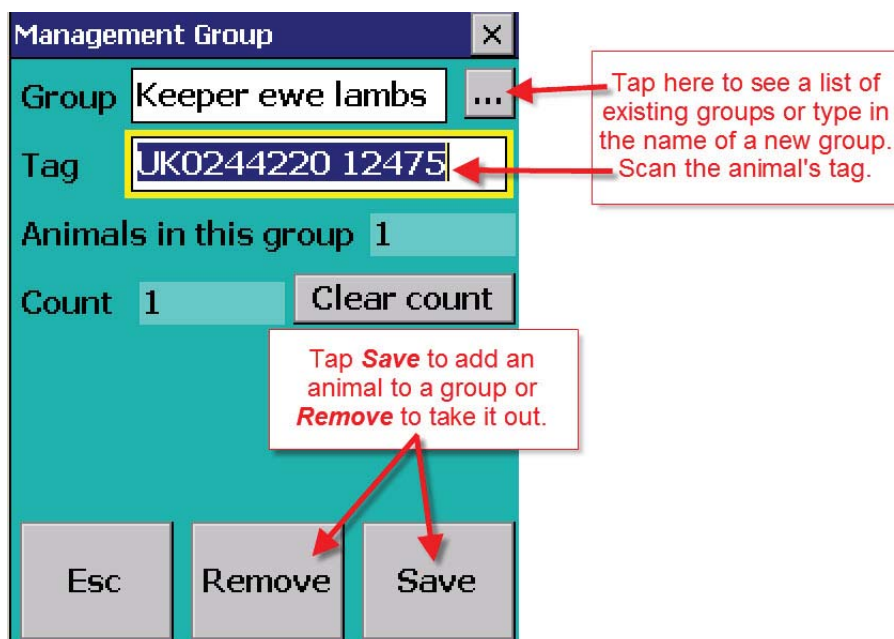 Management Group
Group Keeper ewe lambs ...
Tap here to see a list of
existing groups or type in
the name of a new group.
Scan the animal's tag.
Tag UK0244220 12475
Animals in this group 1
Count 1 Clear count
Tap Save to add an
animal to a group or
Remove to take it out.
Esc Remove Save